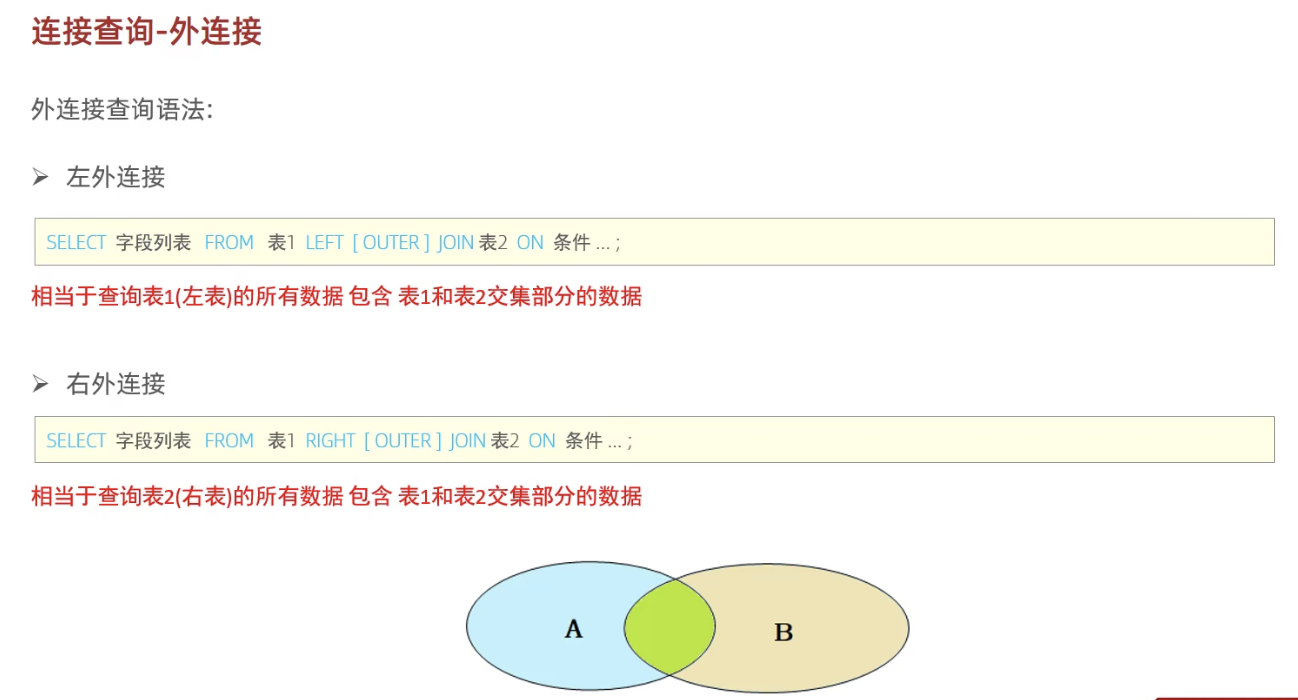 连接查询-外连接
外连接查询语法:
➢ 左外连接
SELECT 字段列表 FROM 表1 LEFT [ OUTER ] JOIN 表2 ON 条件 ... ;
相当于查询表1(左表)的所有数据 包含 表1和表2交集部分的数据
➢ 右外连接
SELECT 字段列表 FROM 表1 RIGHT [ OUTER ] JOIN 表2 ON 条件 ... ;
相当于查询表2(右表)的所有数据 包含 表1和表2交集部分的数据
A B